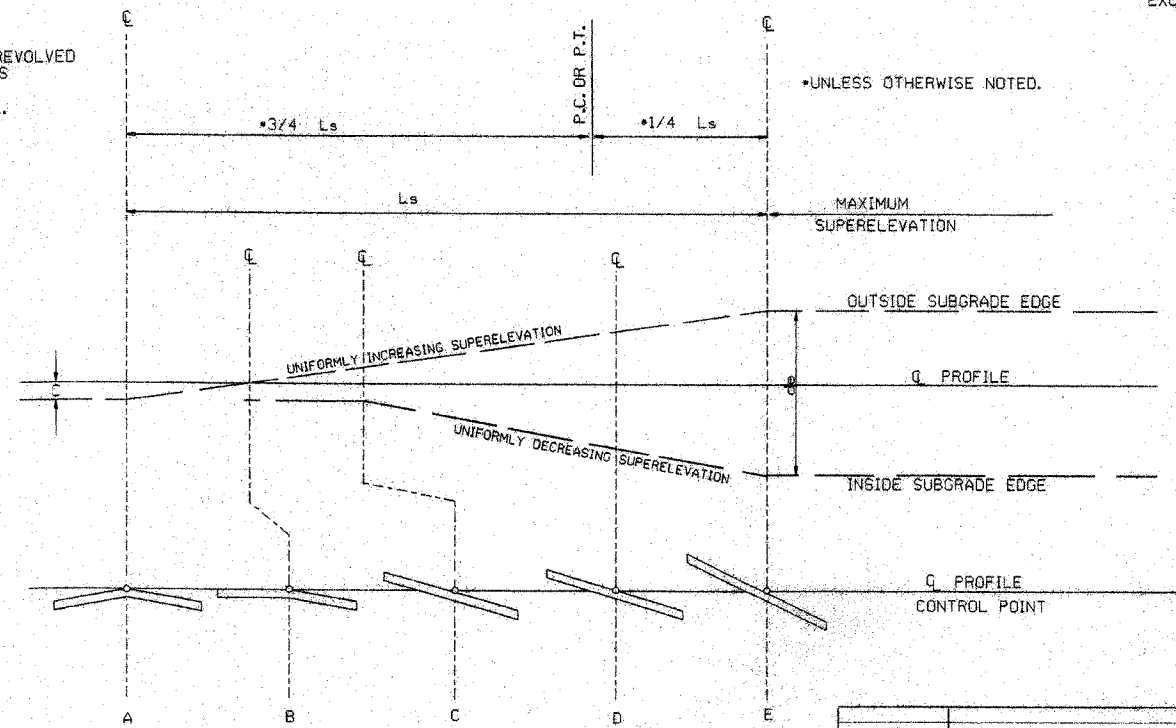 EXC
℄
℄
REVOLVED
S
P.C. OR P.T.
*UNLESS OTHERWISE NOTED.
*3/4 Ls
*1/4 Ls
Ls
MAXIMUM
SUPERELEVATION
℄
℄
℄
OUTSIDE SUBGRADE EDGE
UNIFORMLY INCREASING SUPERELEVATION
℄ PROFILE
C
UNIFORMLY DECREASING SUPERELEVATION
INSIDE SUBGRADE EDGE
℄ PROFILE
CONTROL POINT
A
B
C
D
E